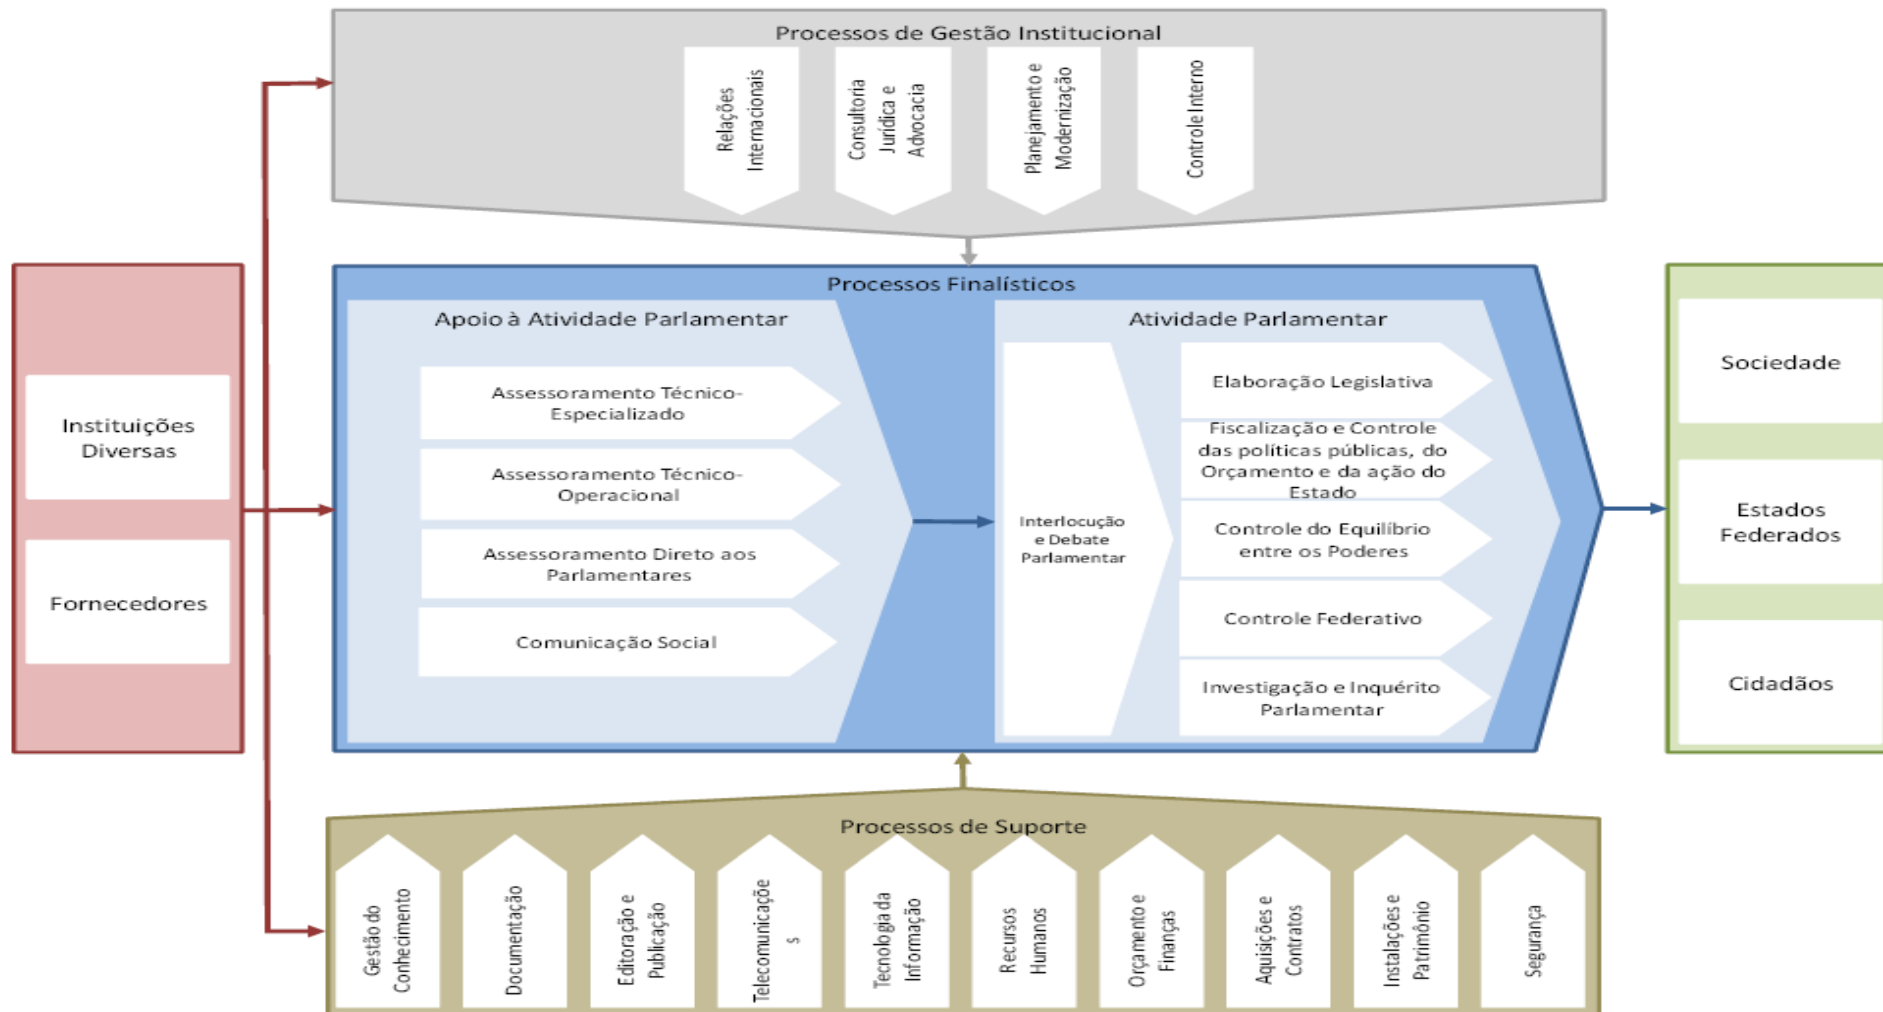 Processos de Gestão Institucional
Relações
Internacionais
Consultoria
Jurídica e
Advocacia
Planejamento e
Modernização
Controle Interno
Instituições
Diversas
Fornecedores
Processos Finalísticos
Apoio à Atividade Parlamentar
Assessoramento Técnico-
Especializado
Assessoramento Técnico-
Operacional
Assessoramento Direto aos
Parlamentares
Comunicação Social
Atividade Parlamentar
Interlocução
e Debate
Parlamentar
Elaboração Legislativa
Fiscalização e Controle
das políticas públicas, do
Orçamento e da ação do
Estado
Controle do Equilíbrio
entre os Poderes
Controle Federativo
Investigação e Inquérito
Parlamentar
Sociedade
Estados
Federados
Cidadãos
Processos de Suporte
Gestão do
Conhecimento
Documentação
Editoração e
Publicação
Telecomunicaçõe
s
Tecnologia da
Informação
Recursos
Humanos
Orçamento e
Finanças
Aquisições e
Contratos
Instalações e
Patrimônio
Segurança